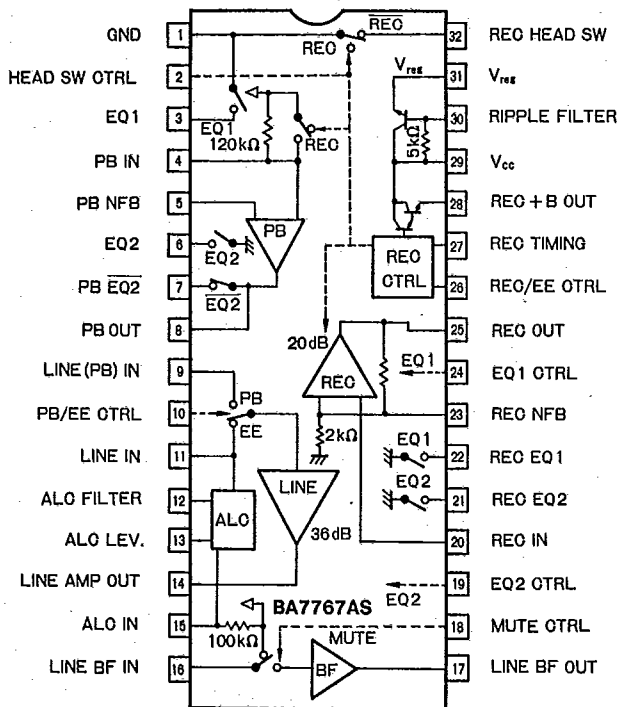 GND 1
HEAD SW CTRL 2
EQ1 3
PB IN 4
PB NFB 5
EQ2 6
PB EQ2 7
PB OUT 8
LINE(PB) IN 9
PB/EE CTRL 10
LINE IN 11
ALC FILTER 12
ALC LEV. 13
LINE AMP OUT 14
ALC IN 15
LINE BF IN 16
REC
REC
EQ1
120kΩ
REC
PB
EQ2
EQ2
20dB
REC
2kΩ
PB
EE
ALC
LINE
36dB
BA7767AS
100kΩ
MUTE
BF
Vreg
5kΩ
REC
CTRL
EQ1
EQ1
EQ2
EQ2
32 REC HEAD SW
31 Vreg
30 RIPPLE FILTER
29 Vcc
28 REC +B OUT
27 REC TIMING
26 REC/EE CTRL
25 REC OUT
24 EQ1 CTRL
23 REC NFB
22 REC EQ1
21 REC EQ2
20 REC IN
19 EQ2 CTRL
18 MUTE CTRL
17 LINE BF OUT